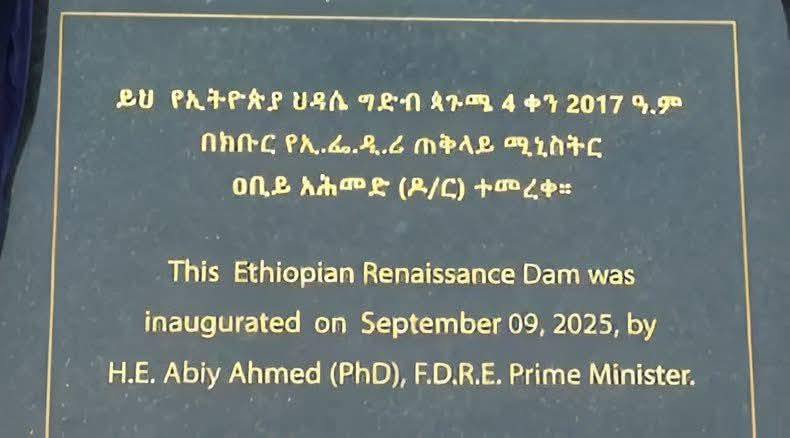 ይህ የኢትዮጵያ ህዳሴ ግድብ ጳጉሜ 4 ቀን 2017 ዓ.ም
በክቡር የኢ.ፌ.ዲ.ሪ ጠቅላይ ሚኒስትር
ዐቢይ አሕመድ (ዶ/ር) ተመረቀ።
This Ethiopian Renaissance Dam was
inaugurated on September 09, 2025, by
H.E. Abiy Ahmed (PhD), F.D.R.E. Prime Minister.